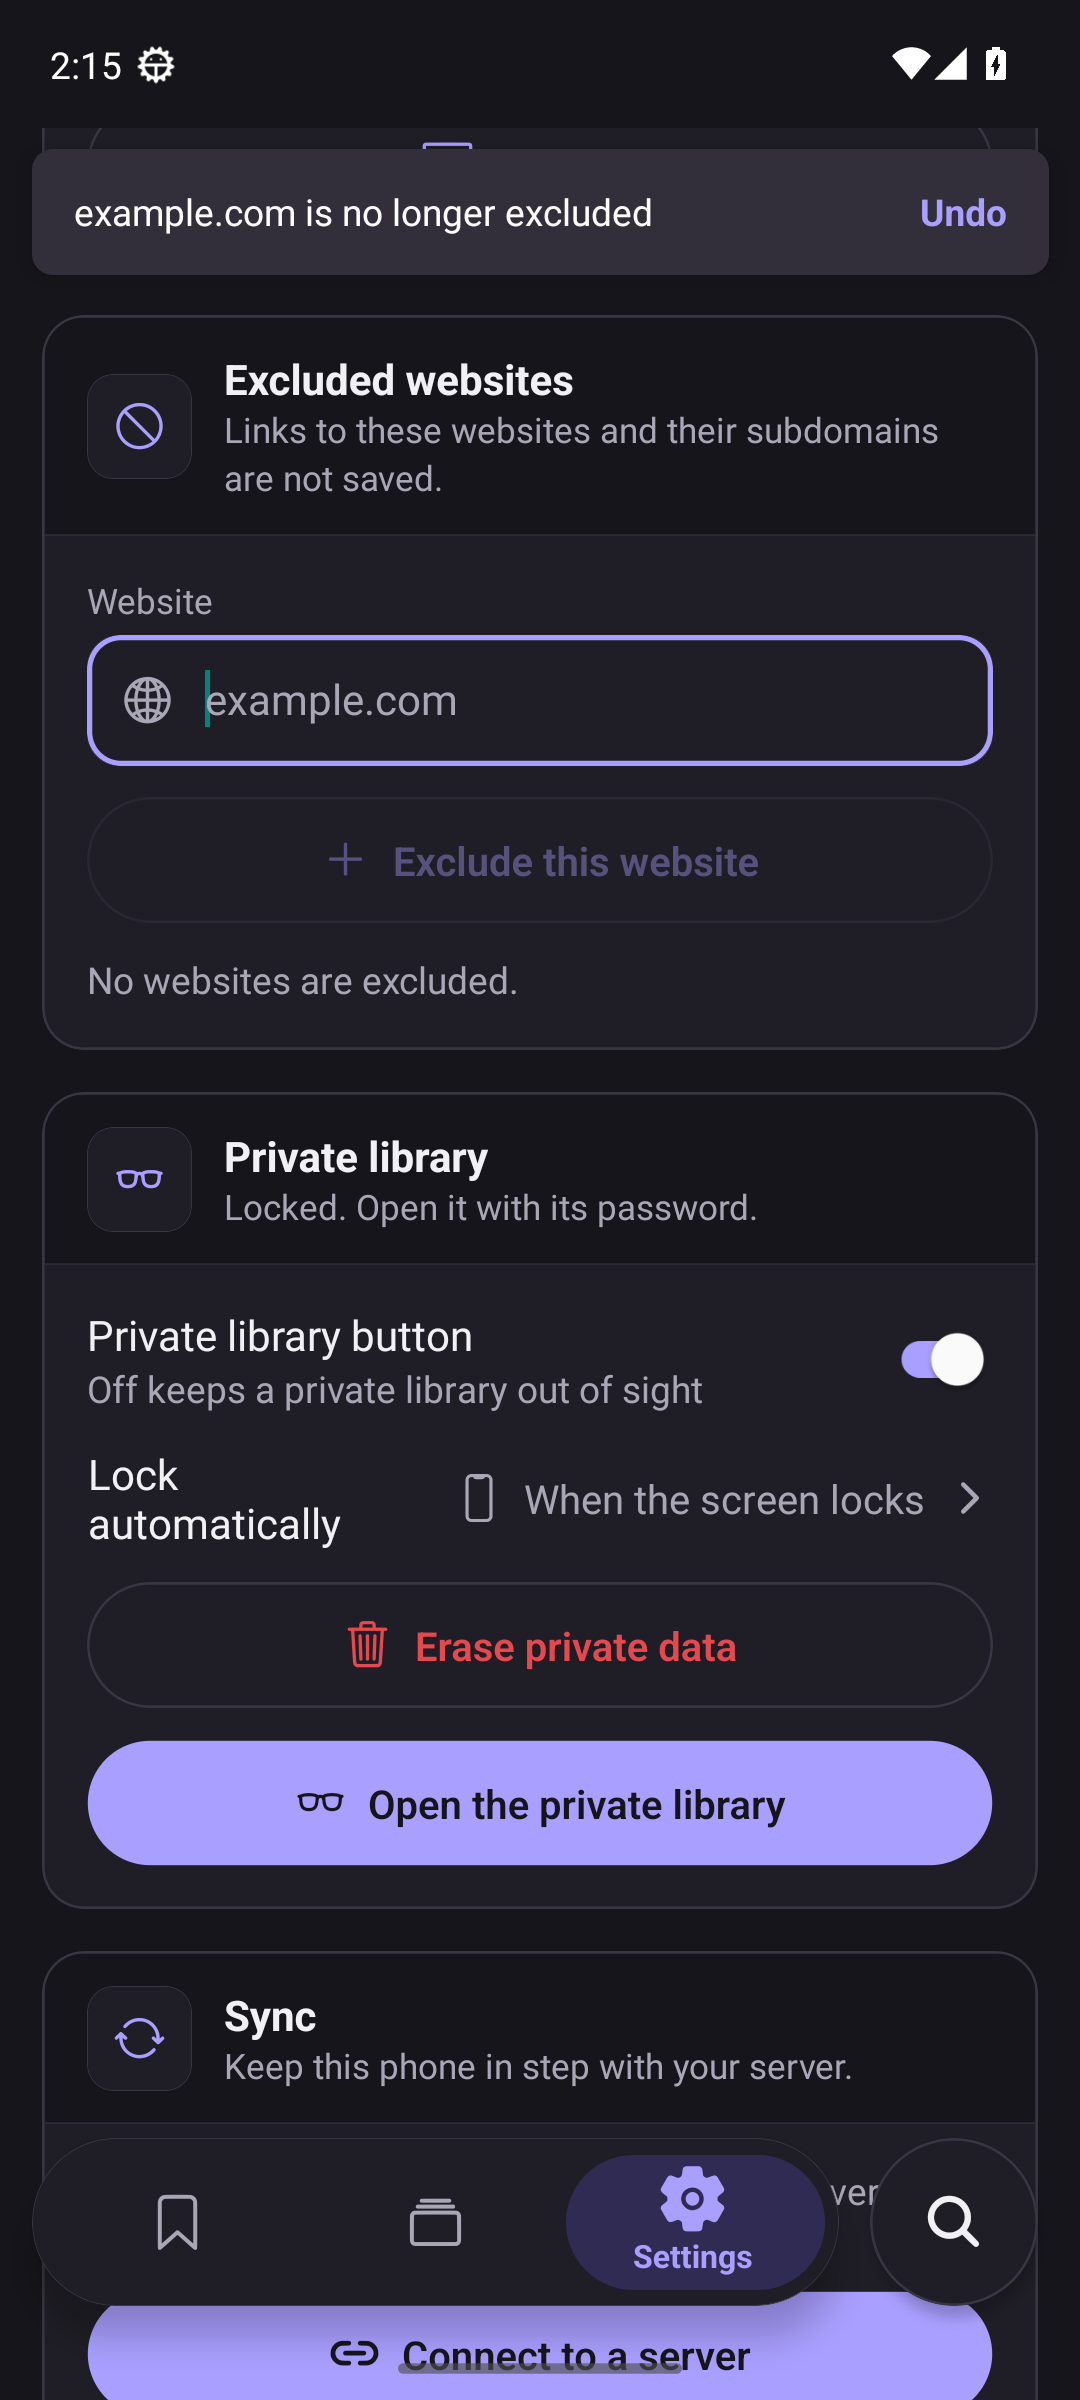 2:15
example.com is no longer excluded
Undo
Excluded websites
Links to these websites and their subdomains
are not saved.
Website
example.com
Exclude this website
No websites are excluded.
Private library
Locked. Open it with its password.
Private library button
Off keeps a private library out of sight
Lock
automatically
When the screen locks
Erase private data
Open the private library
Sync
Keep this phone in step with your server.
Settings
Connect to a server